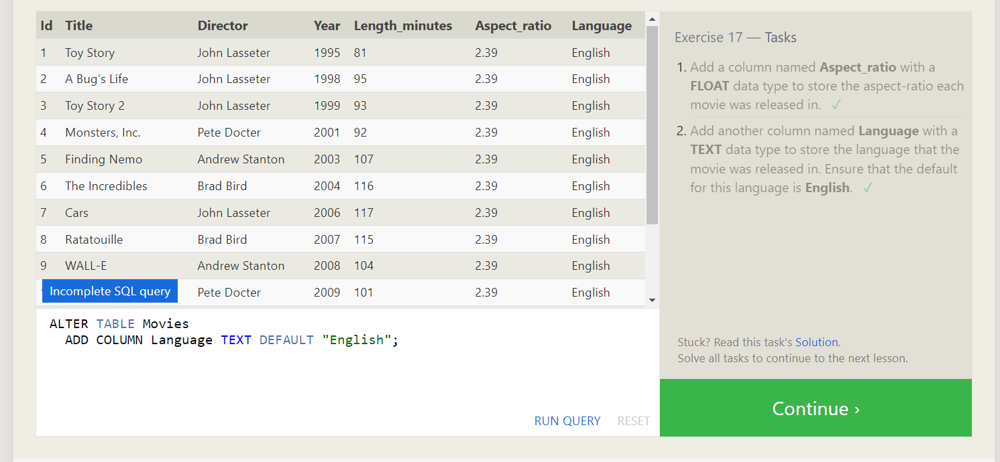 Id Title Director Year Length_minutes Aspect_ratio Language
1 Toy Story John Lasseter 1995 81 2.39 English
2 A Bug's Life John Lasseter 1998 95 2.39 English
3 Toy Story 2 John Lasseter 1999 93 2.39 English
4 Monsters, Inc. Pete Docter 2001 92 2.39 English
5 Finding Nemo Andrew Stanton 2003 107 2.39 English
6 The Incredibles Brad Bird 2004 116 2.39 English
7 Cars John Lasseter 2006 117 2.39 English
8 Ratatouille Brad Bird 2007 115 2.39 English
9 WALL-E Andrew Stanton 2008 104 2.39 English
Incomplete SQL query Pete Docter 2009 101 2.39 English
ALTER TABLE Movies
ADD COLUMN Language TEXT DEFAULT "English";
RUN QUERY RESET
Exercise 17 — Tasks
1. Add a column named Aspect_ratio with a
FLOAT data type to store the aspect-ratio each
movie was released in. ✓
2. Add another column named Language with a
TEXT data type to store the language that the
movie was released in. Ensure that the default
for this language is English. ✓
Stuck? Read this task's Solution.
Solve all tasks to continue to the next lesson.
Continue ›